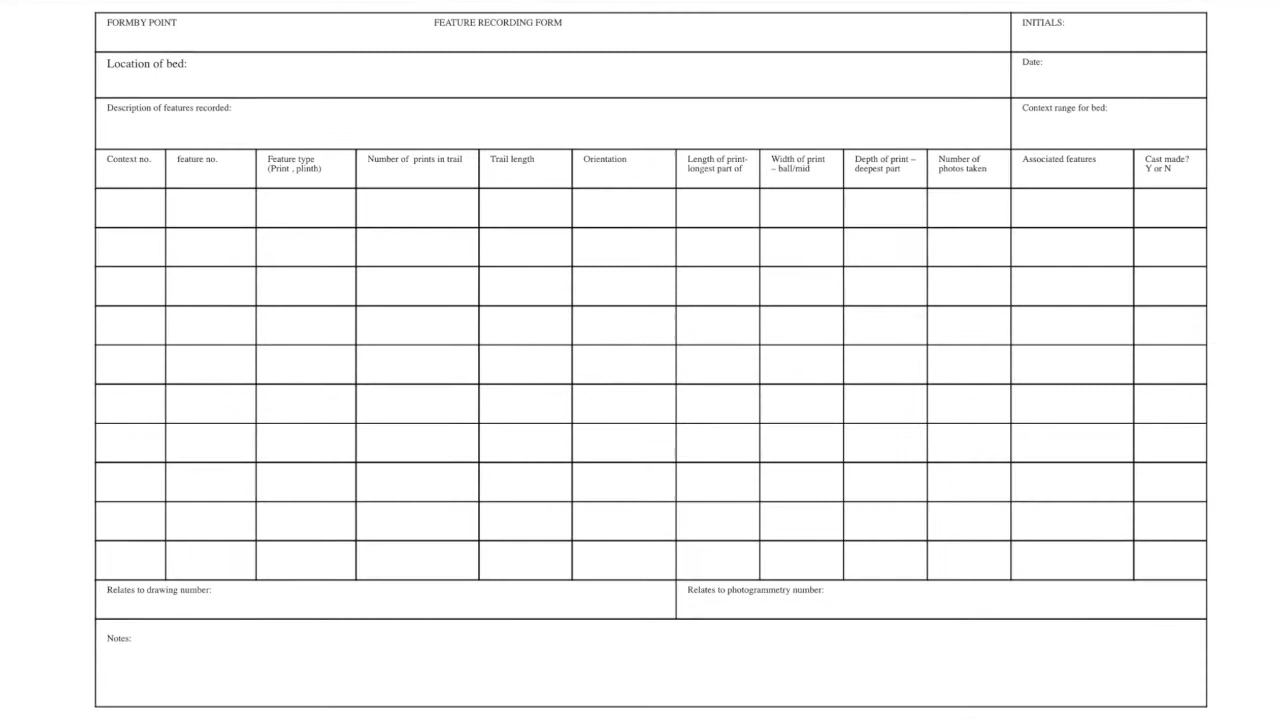 FORMBY POINT FEATURE RECORDING FORM INITIALS:
Location of bed: Date:
Description of features recorded: Context range for bed:
Context no. feature no. Feature type Number of prints in trail Trail length Orientation Length of print- Width of print Depth of print – Number of Associated features Cast made?
(Print , plinth) longest part of – ball/mid deepest part photos taken Y or N
Relates to drawing number: Relates to photogrammetry number:
Notes: